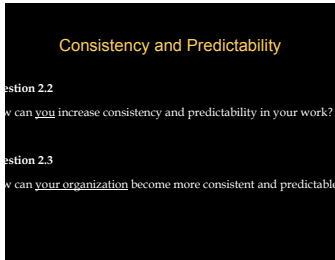 Consistency and Predictability
estion 2.2
w can you increase consistency and predictability in your work?
estion 2.3
w can your organization become more consistent and predictable